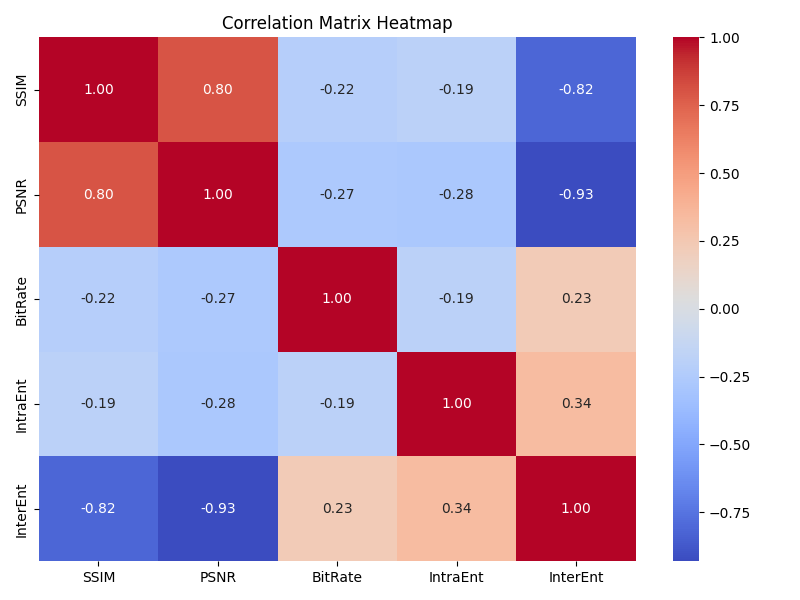 Correlation Matrix Heatmap
SSIM 1.00 0.80 -0.22 -0.19 -0.82
PSNR 0.80 1.00 -0.27 -0.28 -0.93
BitRate -0.22 -0.27 1.00 -0.19 0.23
IntraEnt -0.19 -0.28 -0.19 1.00 0.34
InterEnt -0.82 -0.93 0.23 0.34 1.00
SSIM PSNR BitRate IntraEnt InterEnt
1.00
0.75
0.50
0.25
0.00
−0.25
−0.50
−0.75